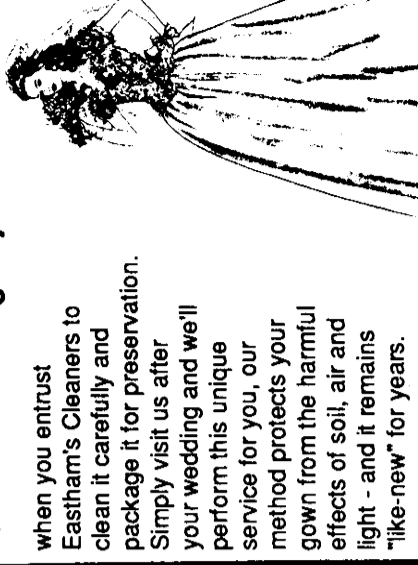 when you entrust
Eastham's Cleaners to
clean it carefully and
package it for preservation.
Simply visit us after
your wedding and we'll
perform this unique
service for you, our
method protects your
gown from the harmful
effects of soil, air and
light - and it remains
"like-new" for years.